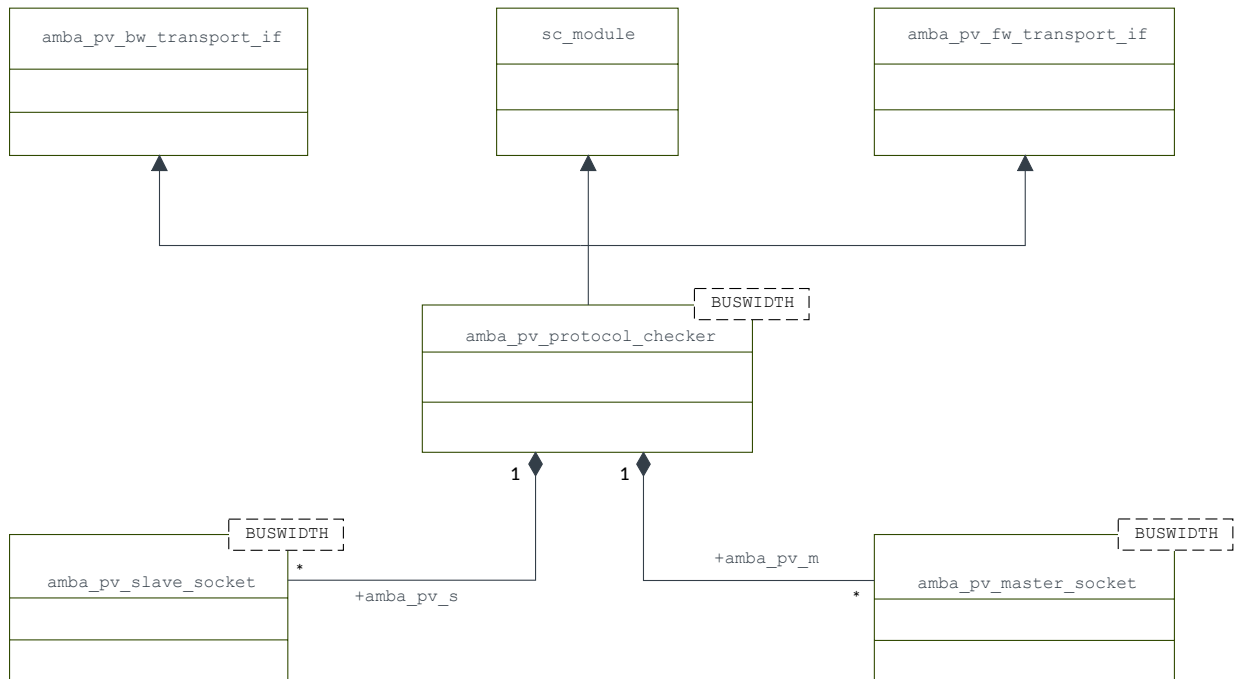 amba_pv_bw_transport_if
sc_module
amba_pv_fw_transport_if
BUSWIDTH
amba_pv_protocol_checker
1
1
BUSWIDTH
BUSWIDTH
+amba_pv_m
*
amba_pv_slave_socket
amba_pv_master_socket
+amba_pv_s
*